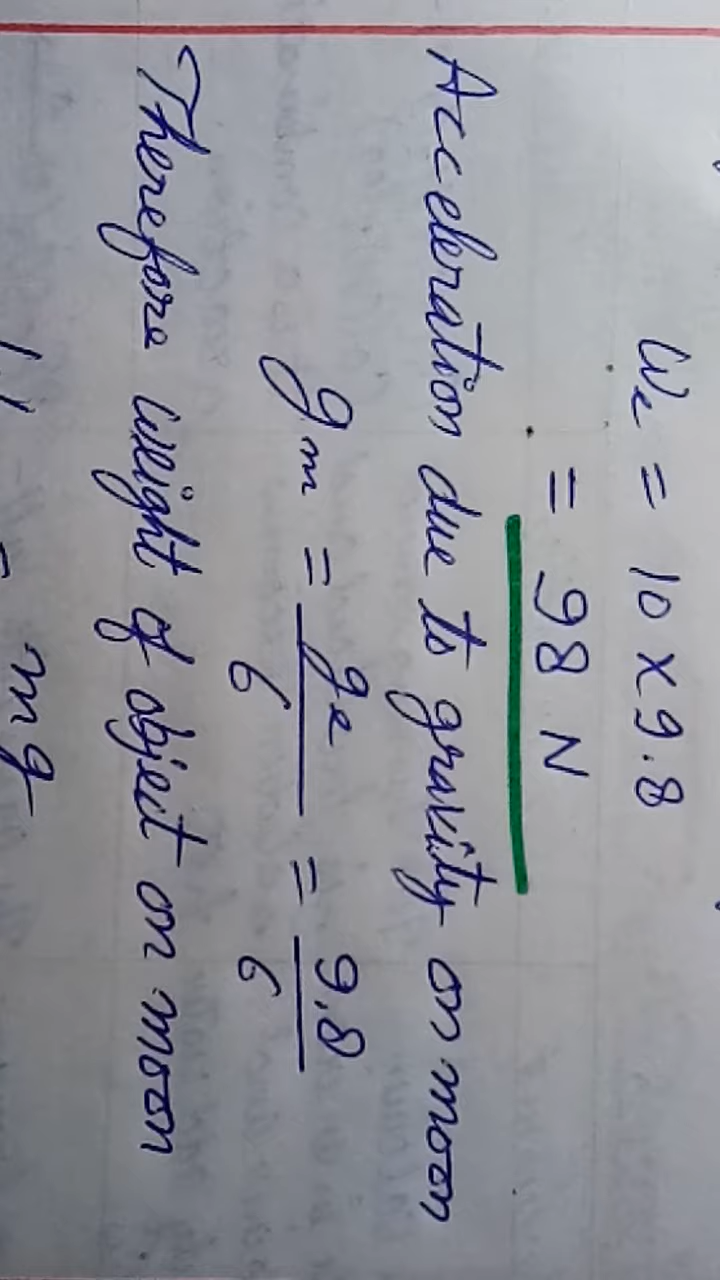 We = 10 x 9.8
= 98 N
Acceleration due to gravity on moon
gm = ge/6 = 9.8/6
Therefore weight of object on moon
= mg